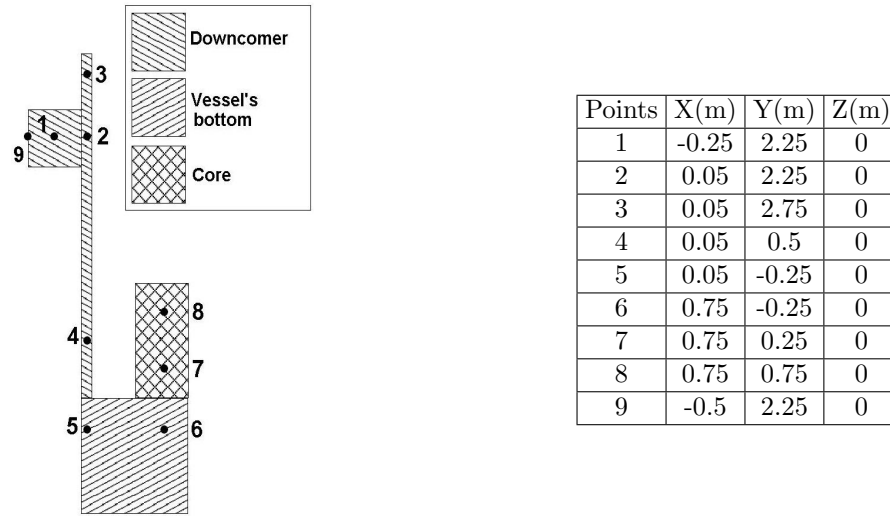 Downcomer
Vessel's
bottom
Core
3
1
2
9
8
4
7
5
6
Points X(m) Y(m) Z(m)
1 -0.25 2.25 0
2 0.05 2.25 0
3 0.05 2.75 0
4 0.05 0.5 0
5 0.05 -0.25 0
6 0.75 -0.25 0
7 0.75 0.25 0
8 0.75 0.75 0
9 -0.5 2.25 0